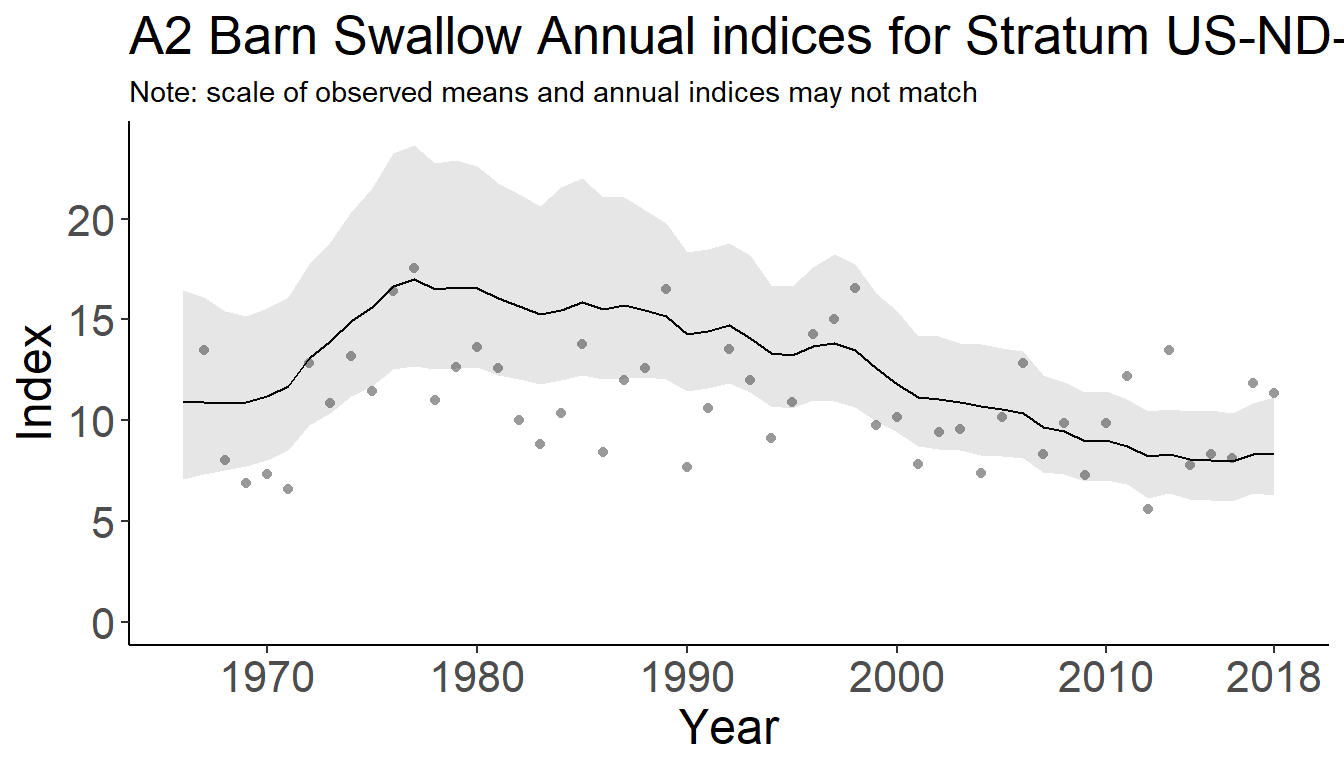 A2 Barn Swallow Annual indices for Stratum US-ND-
Note: scale of observed means and annual indices may not match
20
15
10
5
0
Index
1970 1980 1990 2000 2010 2018
Year